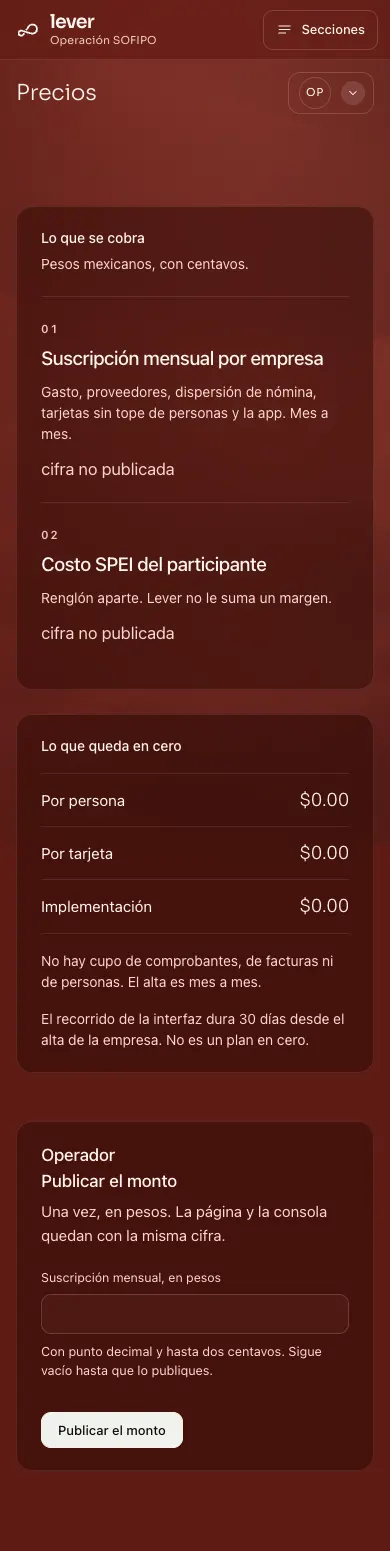 lever
Operación SOFIPO
Secciones
Precios
OP
Lo que se cobra
Pesos mexicanos, con centavos.
01
Suscripción mensual por empresa
Gasto, proveedores, dispersión de nómina,
tarjetas sin tope de personas y la app. Mes a
mes.
cifra no publicada
02
Costo SPEI del participante
Renglón aparte. Lever no le suma un margen.
cifra no publicada
Lo que queda en cero
Por persona $0.00
Por tarjeta $0.00
Implementación $0.00
No hay cupo de comprobantes, de facturas ni
de personas. El alta es mes a mes.
El recorrido de la interfaz dura 30 días desde el
alta de la empresa. No es un plan en cero.
Operador
Publicar el monto
Una vez, en pesos. La página y la consola
quedan con la misma cifra.
Suscripción mensual, en pesos
Con punto decimal y hasta dos centavos. Sigue
vacío hasta que lo publiques.
Publicar el monto